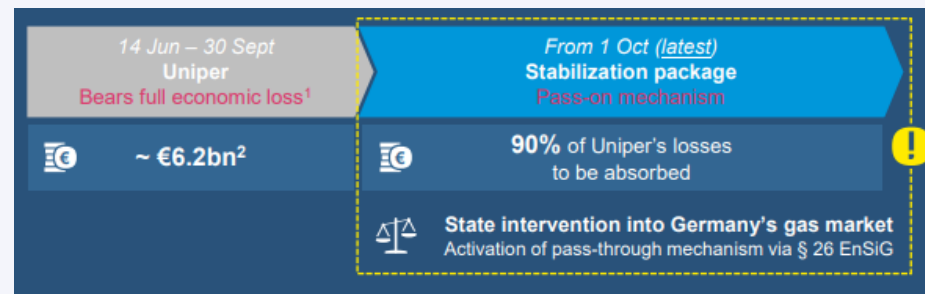 14 Jun – 30 Sept
Uniper
Bears full economic loss1
From 1 Oct (latest)
Stabilization package
Pass-on mechanism
€
~ €6.2bn2
€
90% of Uniper's losses
to be absorbed
!
State intervention into Germany's gas market
Activation of pass-through mechanism via § 26 EnSiG